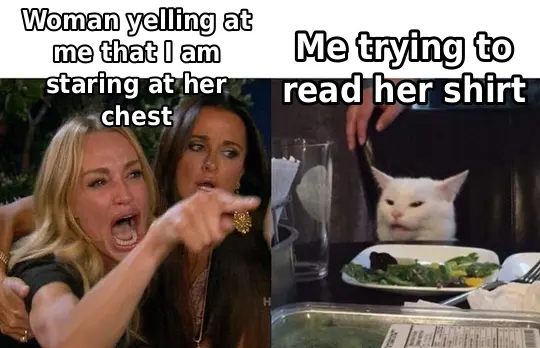 Woman yelling at
me that I am
staring at her
chest
Me trying to
read her shirt